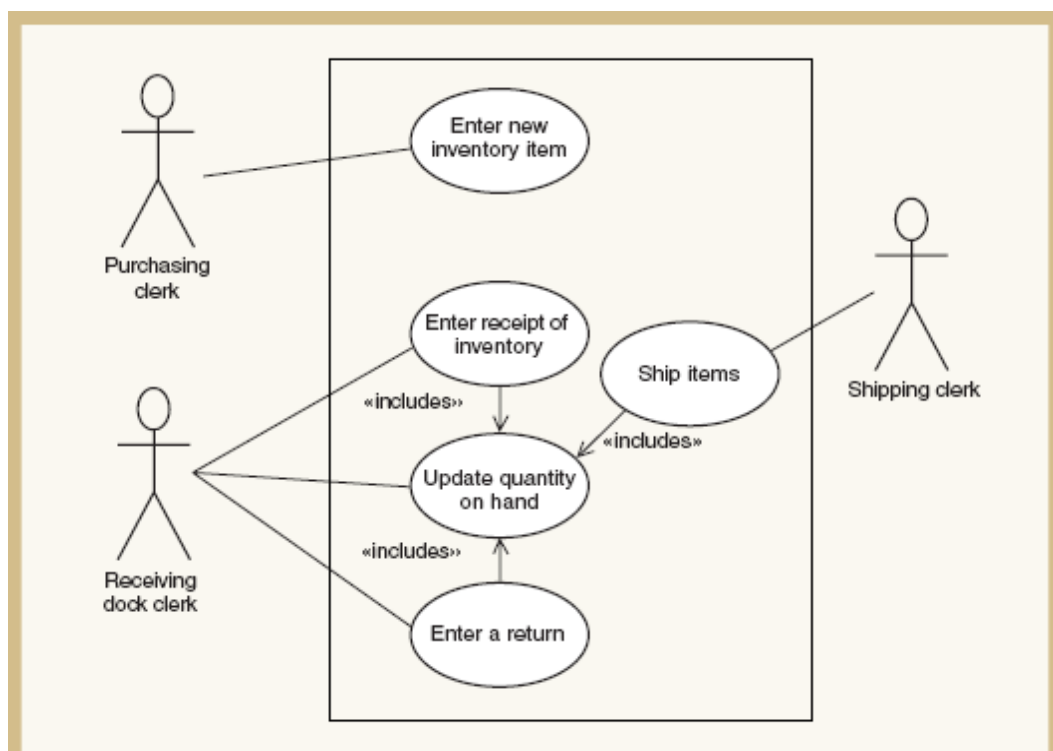 Enter new
inventory item
Purchasing
clerk
Enter receipt of
inventory
Ship items
Shipping clerk
«includes»
«includes»
Update quantity
on hand
«includes»
Receiving
dock clerk
Enter a return